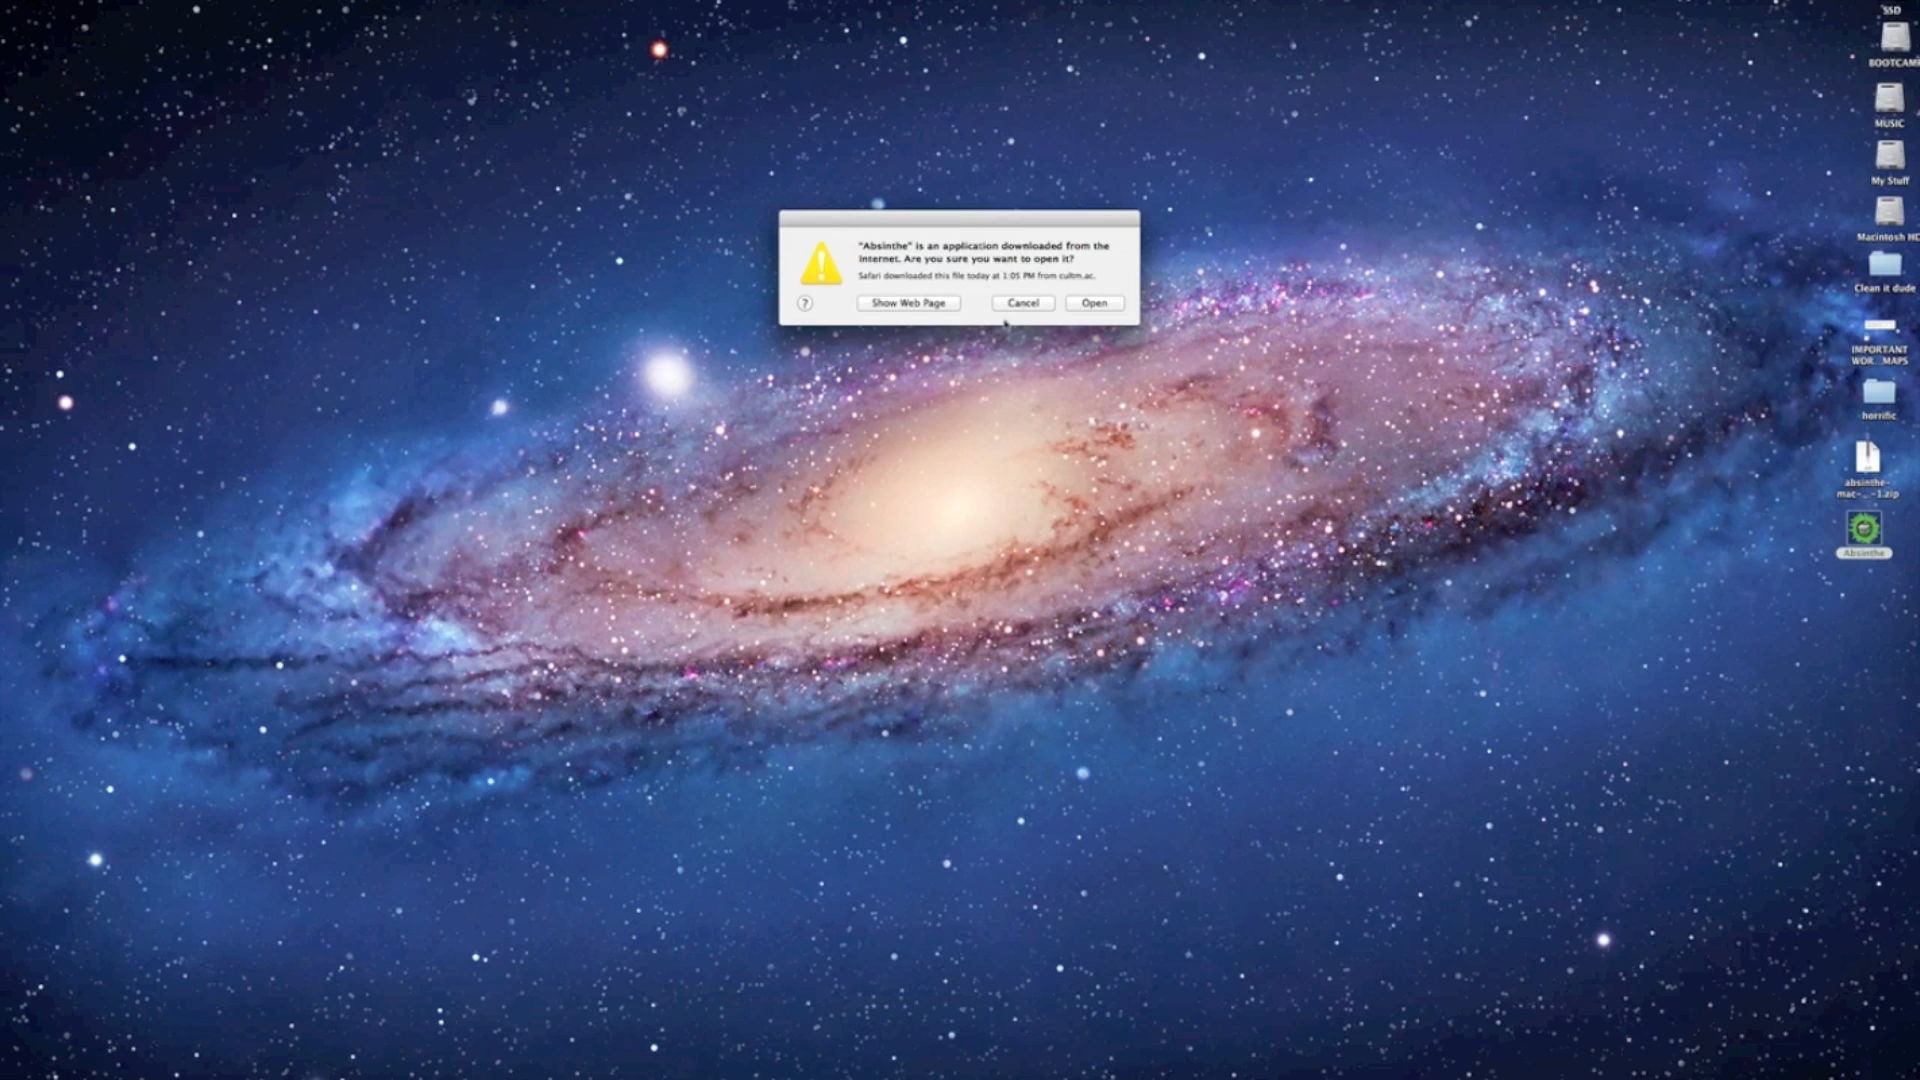 SSD
BOOTCAMP
MUSIC
My Stuff
Macintosh HD
"Absinthe" is an application downloaded from the
Internet. Are you sure you want to open it?
Safari downloaded this file today at 1:05 PM from cultm.ac.
?
Show Web Page
Cancel
Open
Clean it dude
IMPORTANT
WOR...MAPS
horrific
absinthe-
mac-...-1.zip
Absinthe